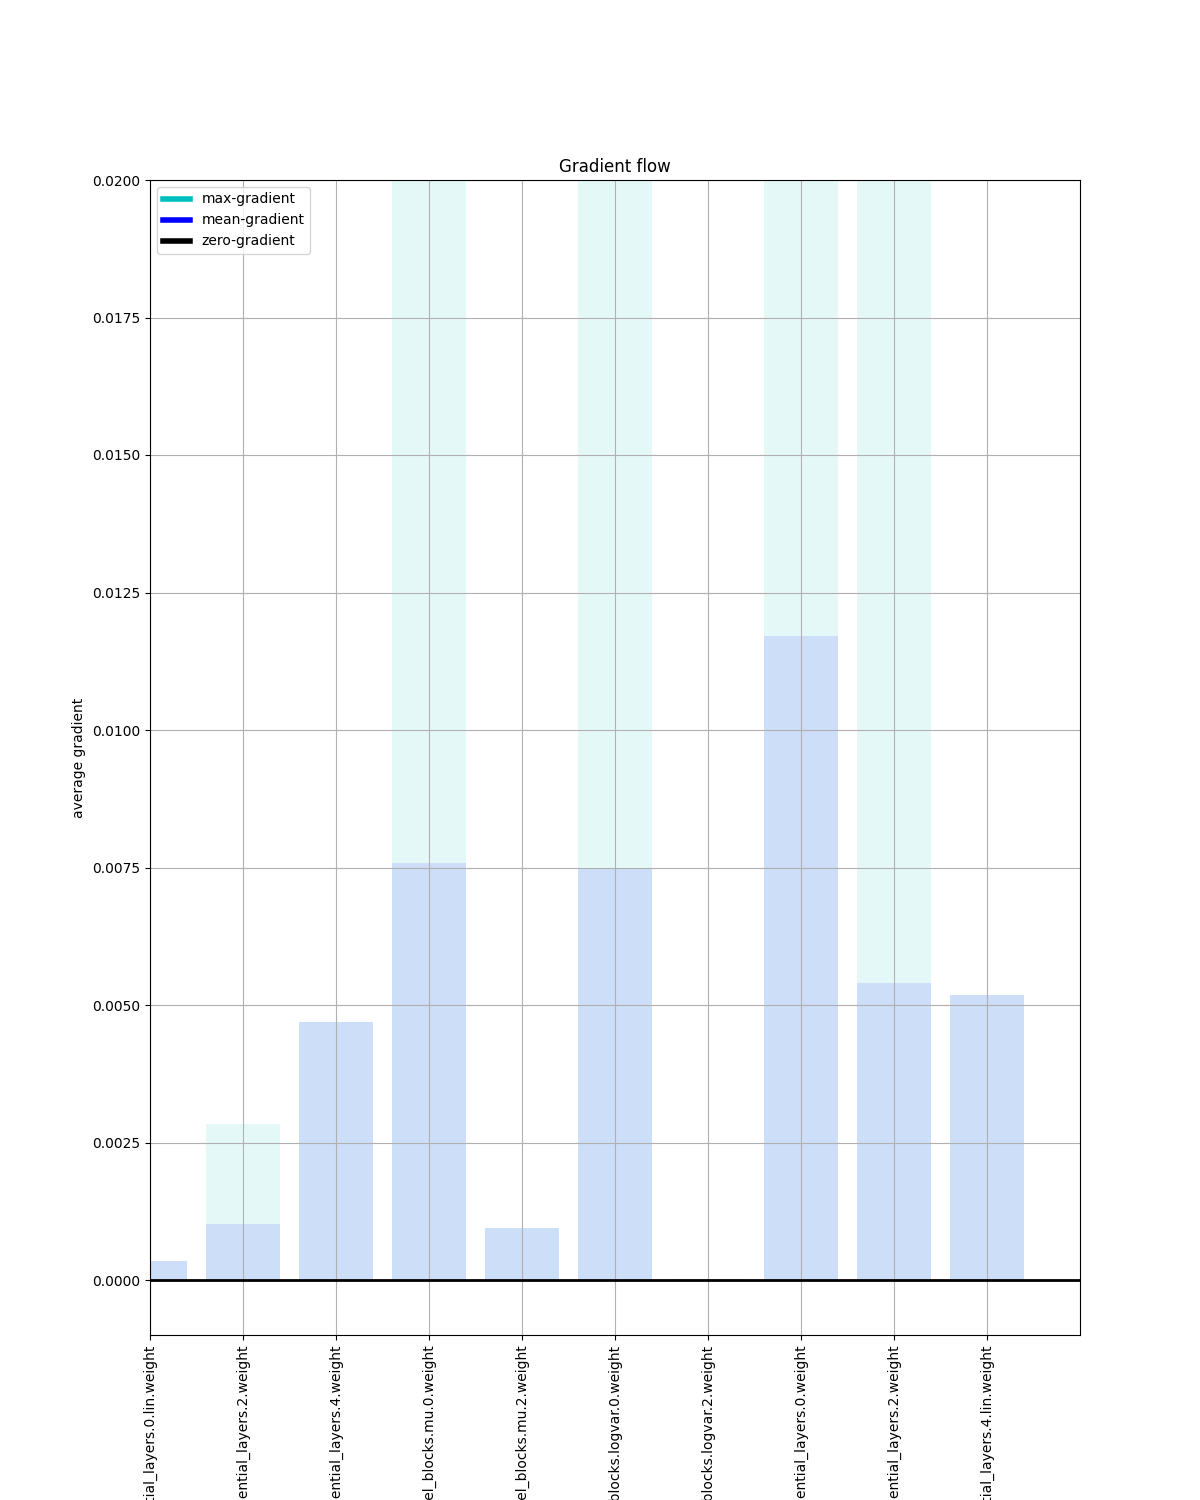 Gradient flow
max-gradient
mean-gradient
zero-gradient
0.0200
0.0175
0.0150
0.0125
0.0100
0.0075
0.0050
0.0025
0.0000
average gradient
tial_layers.0.lin.weight
ential_layers.2.weight
ential_layers.4.weight
el_blocks.mu.0.weight
el_blocks.mu.2.weight
blocks.logvar.0.weight
blocks.logvar.2.weight
ential_layers.0.weight
ential_layers.2.weight
tial_layers.4.lin.weight